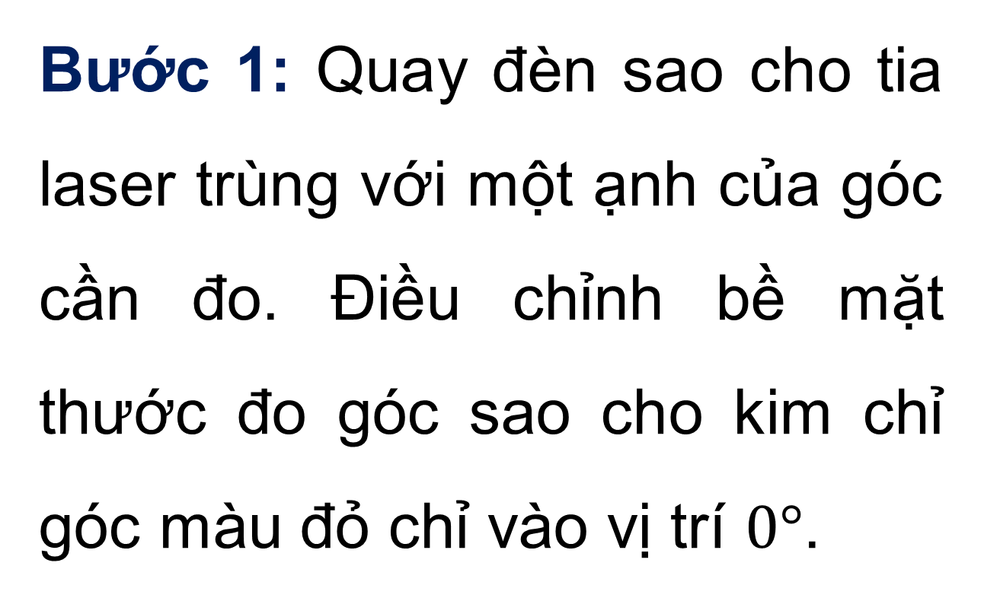 Bước 1: Quay đèn sao cho tia
laser trùng với một ạnh của góc
cần đo. Điều chỉnh bề mặt
thước đo góc sao cho kim chỉ
góc màu đỏ chỉ vào vị trí 0°.